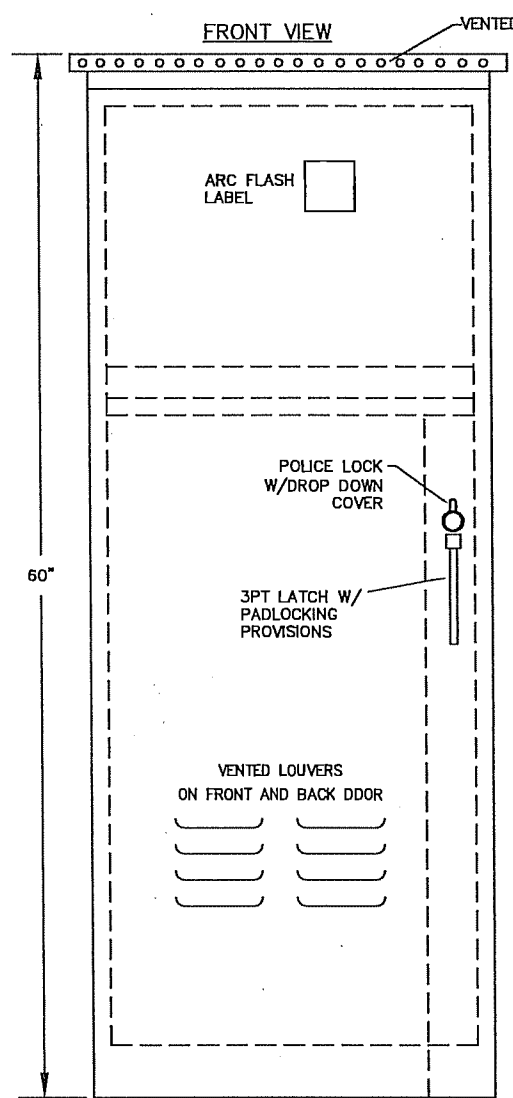 FRONT VIEW
VENTED
ARC FLASH
LABEL
POLICE LOCK
W/DROP DOWN
COVER
60"
3PT LATCH W/
PADLOCKING
PROVISIONS
VENTED LOUVERS
ON FRONT AND BACK DDOR